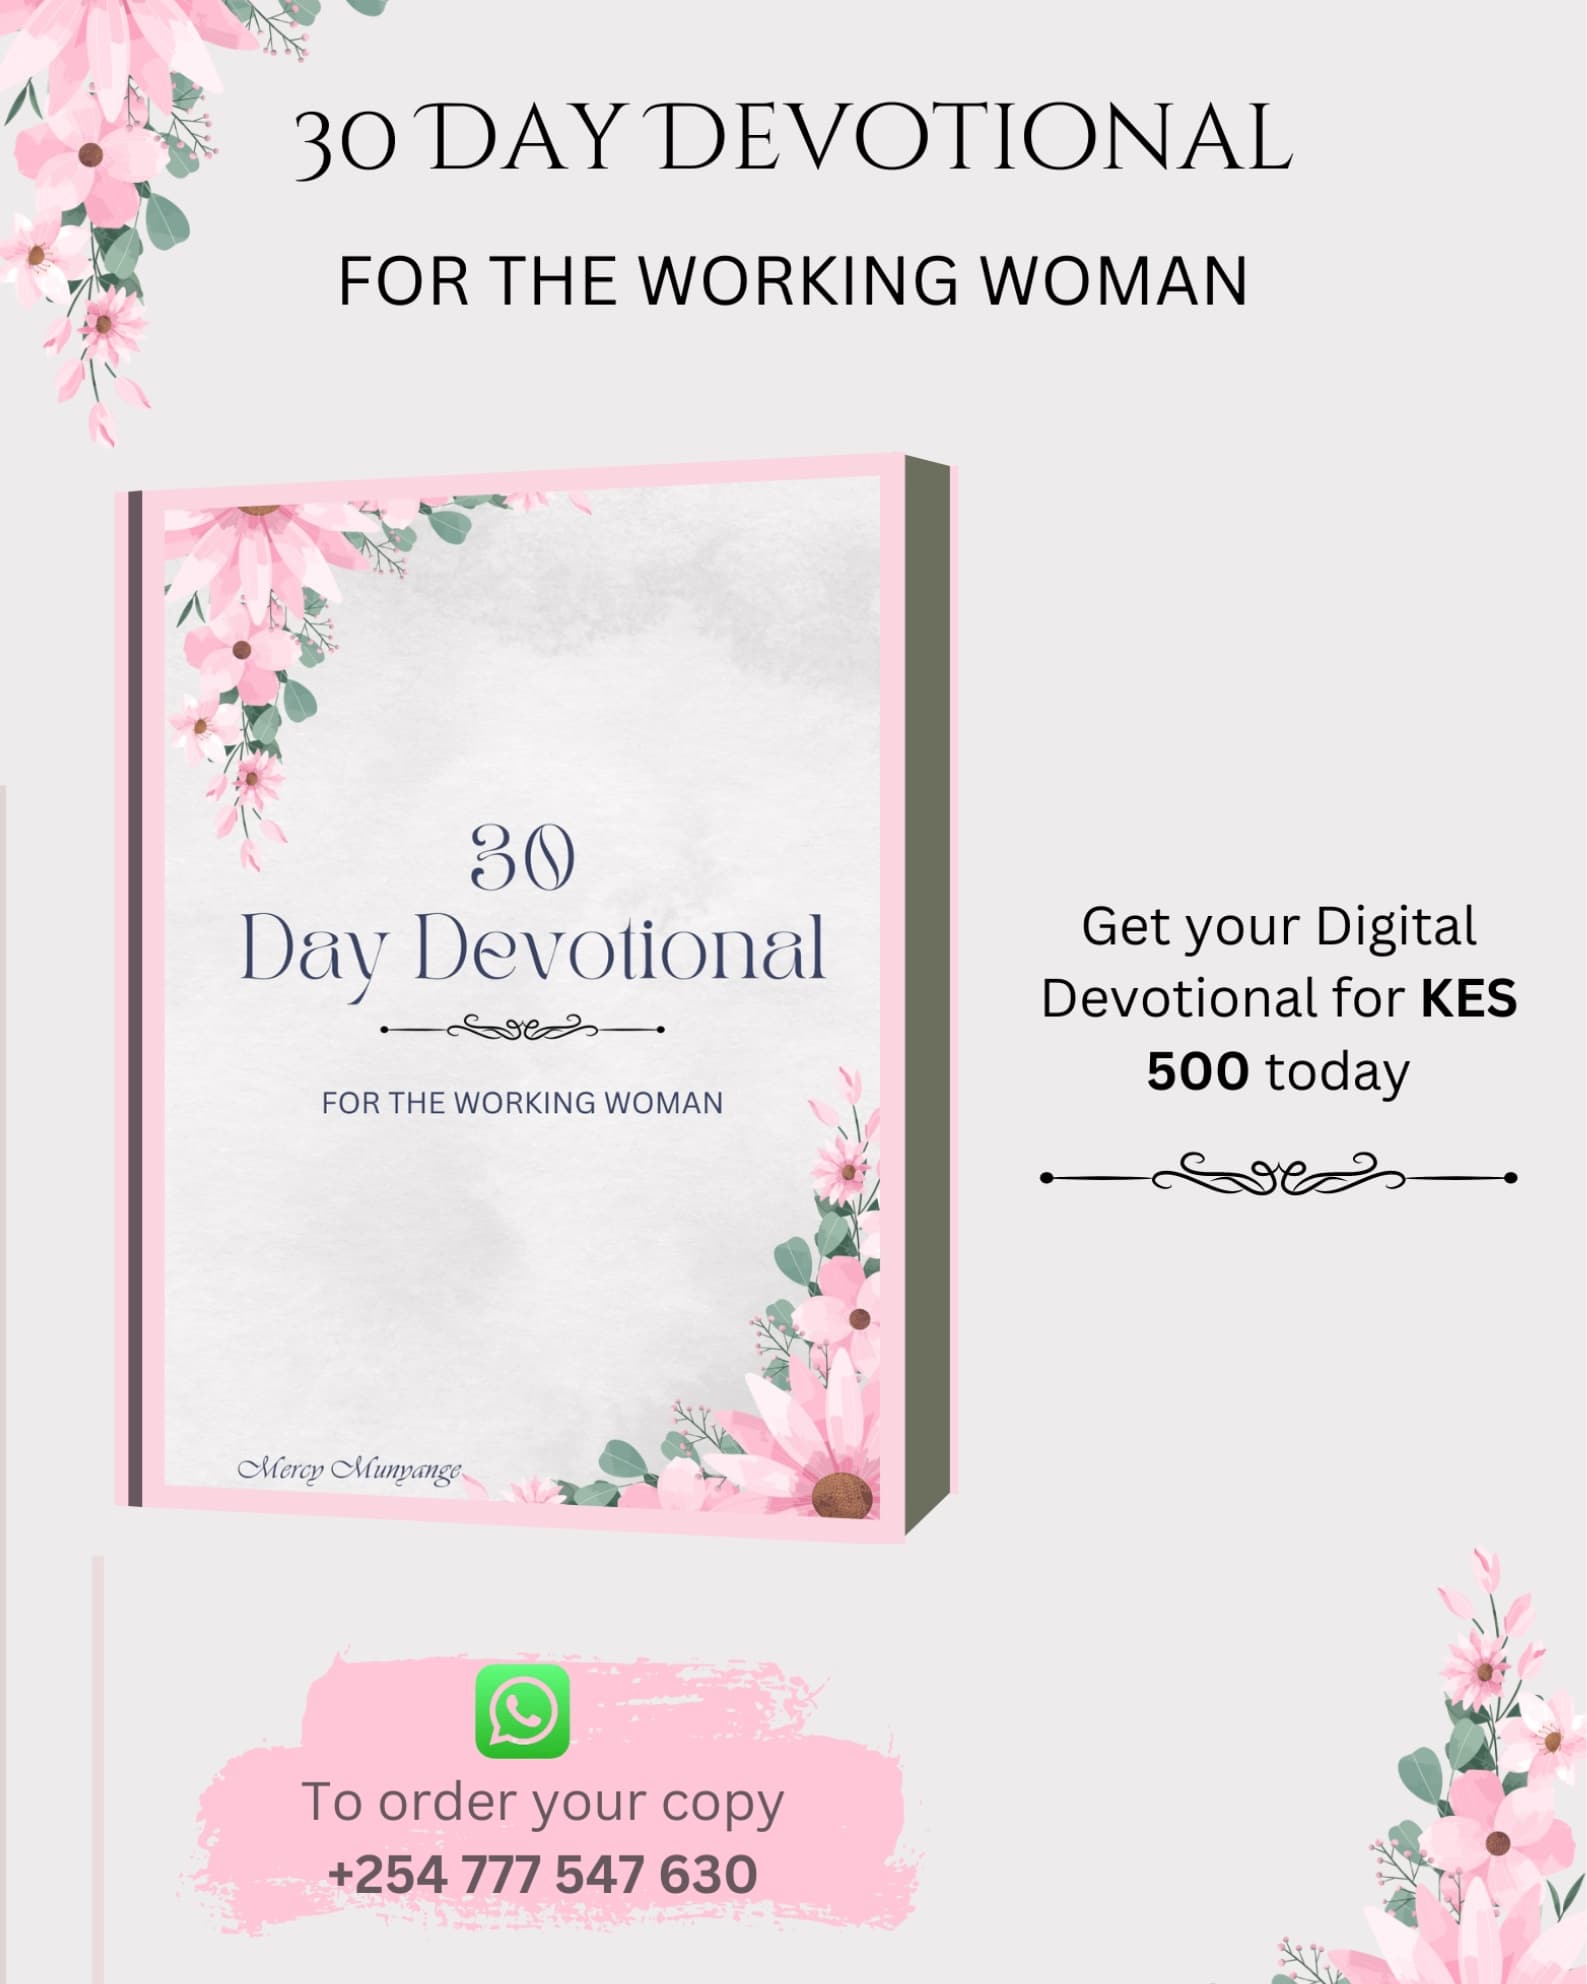 30 DAY DEVOTIONAL
FOR THE WORKING WOMAN
30
Day Devotional
FOR THE WORKING WOMAN
Mercy Munyange
Get your Digital
Devotional for KES
500 today
To order your copy
+254 777 547 630